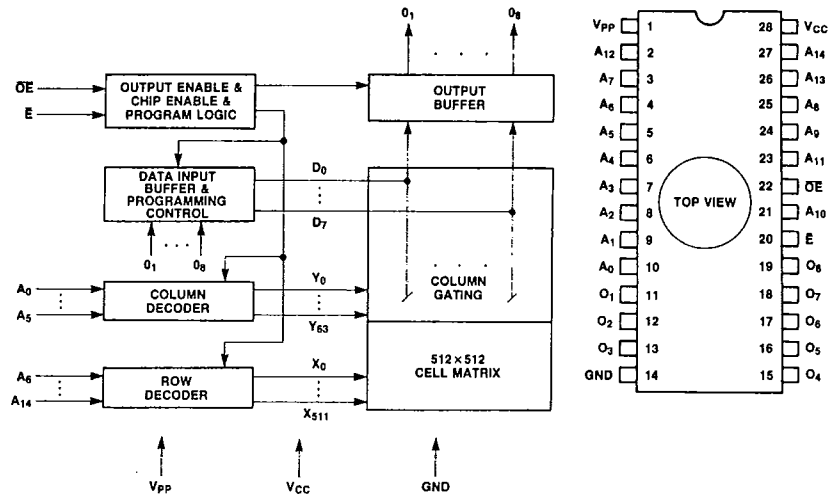 O₁ . . . O₈
OE
E
OUTPUT ENABLE &
CHIP ENABLE &
PROGRAM LOGIC
OUTPUT
BUFFER
DATA INPUT
BUFFER &
PROGRAMMING
CONTROL
D₀
D₇
O₁ . . . O₈
A₀
A₅
COLUMN
DECODER
Y₀
Y₆₃
COLUMN
GATING
A₆
A₁₄
ROW
DECODER
X₀
X₅₁₁
512 × 512
CELL MATRIX
VPP
VCC
GND
VPP 1 28 VCC
A₁₂ 2 27 A₁₄
A₇ 3 26 A₁₃
A₆ 4 25 A₈
A₅ 5 24 A₉
A₄ 6 23 A₁₁
A₃ 7 22 OE
TOP VIEW
A₂ 8 21 A₁₀
A₁ 9 20 E
A₀ 10 19 O₈
O₁ 11 18 O₇
O₂ 12 17 O₆
O₃ 13 16 O₅
GND 14 15 O₄